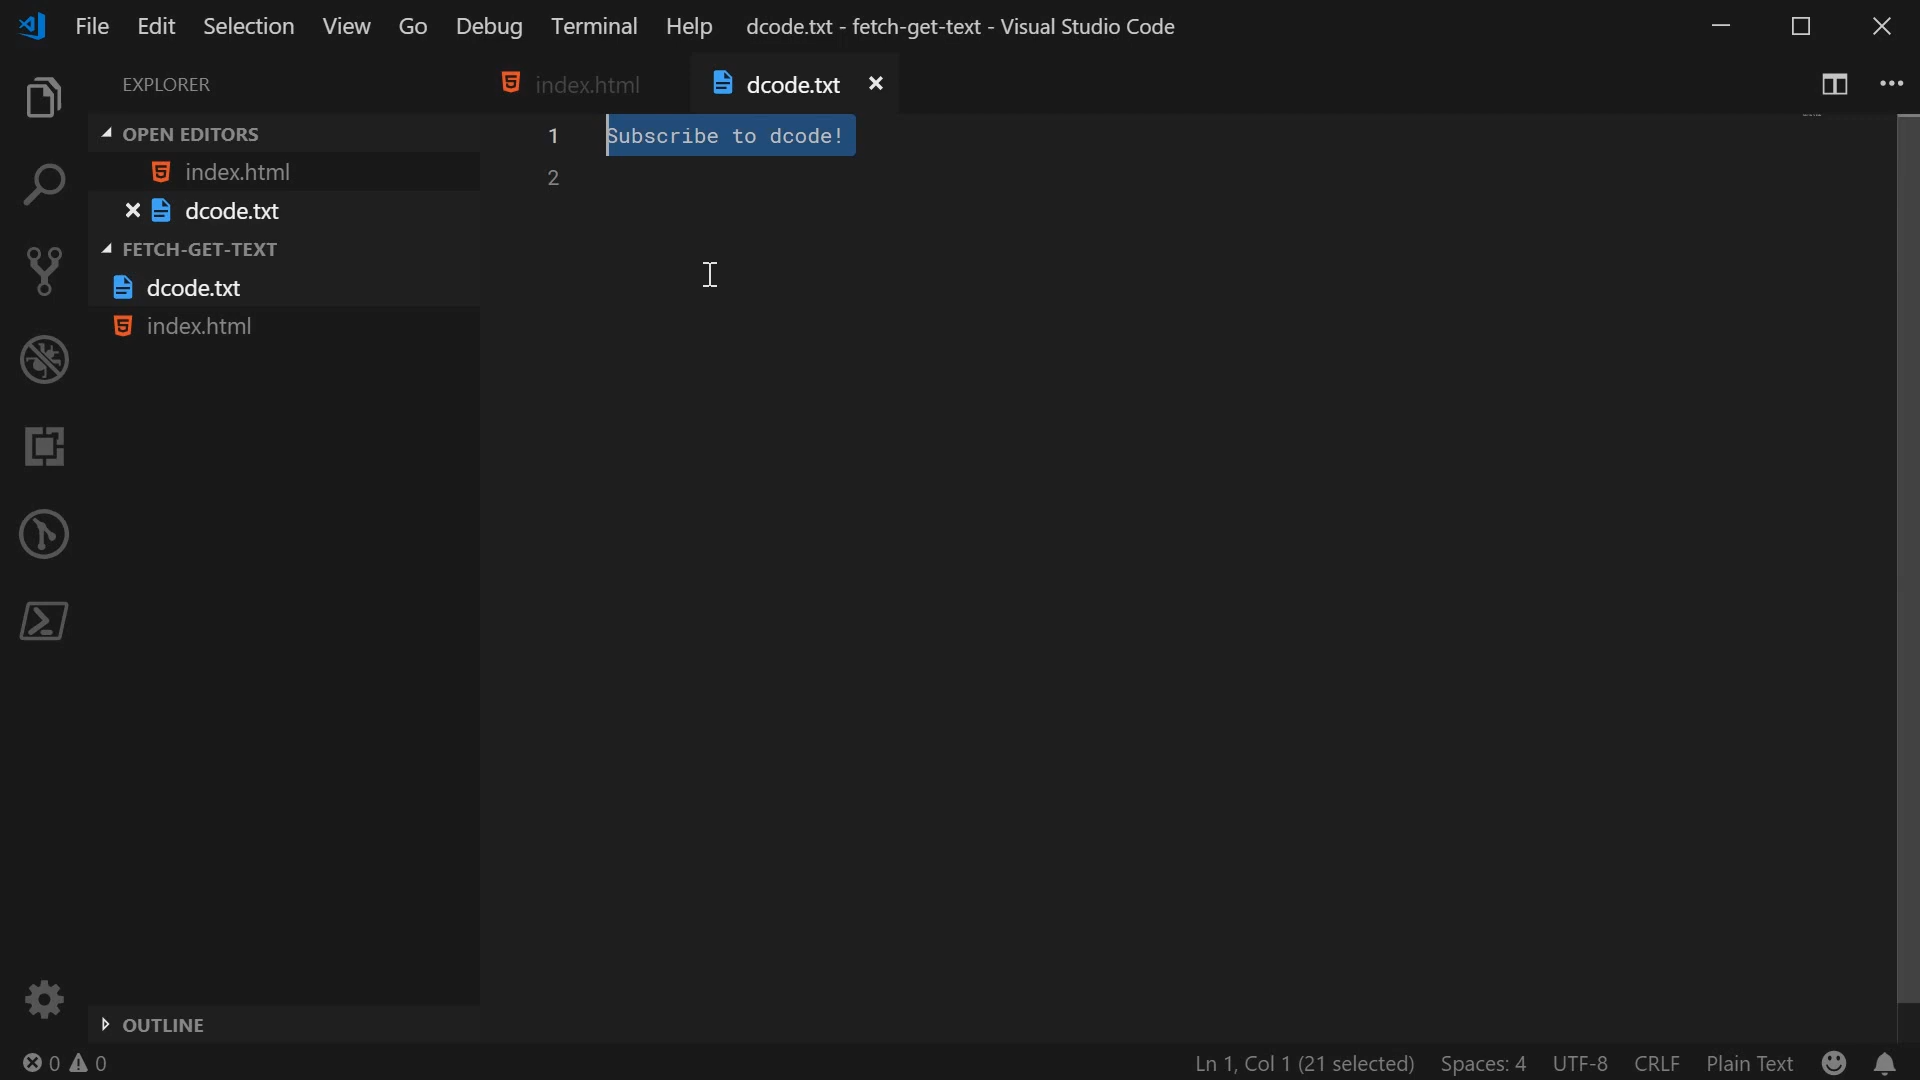 File Edit Selection View Go Debug Terminal Help dcode.txt - fetch-get-text - Visual Studio Code
EXPLORER
index.html
dcode.txt
OPEN EDITORS
index.html
dcode.txt
FETCH-GET-TEXT
dcode.txt
index.html
OUTLINE
1 Subscribe to dcode!
2
0 0
Ln 1, Col 1 (21 selected) Spaces: 4 UTF-8 CRLF Plain Text